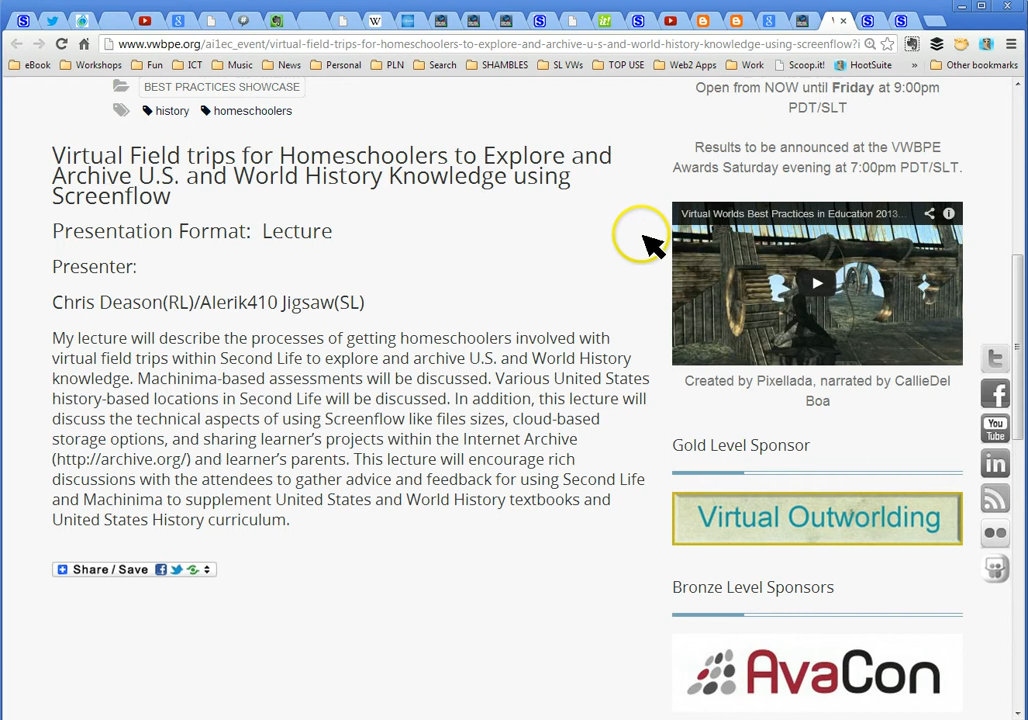 www.vwbpe.org/ai1ec_event/virtual-field-trips-for-homeschoolers-to-explore-and-archive-u-s-and-world-history-knowledge-using-screenflow?i
eBook Workshops Fun ICT Music News Personal PLN Search SHAMBLES SL VWs TOP USE Web2 Apps Work Scoop.it! HootSuite » Other bookmarks
BEST PRACTICES SHOWCASE
history homeschoolers
Virtual Field trips for Homeschoolers to Explore and
Archive U.S. and World History Knowledge using
Screenflow
Presentation Format: Lecture
Presenter:
Chris Deason(RL)/Alerik410 Jigsaw(SL)
My lecture will describe the processes of getting homeschoolers involved with
virtual field trips within Second Life to explore and archive U.S. and World History
knowledge. Machinima-based assessments will be discussed. Various United States
history-based locations in Second Life will be discussed. In addition, this lecture will
discuss the technical aspects of using Screenflow like files sizes, cloud-based
storage options, and sharing learner's projects within the Internet Archive
(http://archive.org/) and learner's parents. This lecture will encourage rich
discussions with the attendees to gather advice and feedback for using Second Life
and Machinima to supplement United States and World History textbooks and
United States History curriculum.
Share / Save
Open from NOW until Friday at 9:00pm
PDT/SLT
Results to be announced at the VWBPE
Awards Saturday evening at 7:00pm PDT/SLT.
Virtual Worlds Best Practices in Education 2013...
Created by Pixellada, narrated by CallieDel
Boa
Gold Level Sponsor
Virtual Outworlding
Bronze Level Sponsors
AvaCon
You
Tube
in